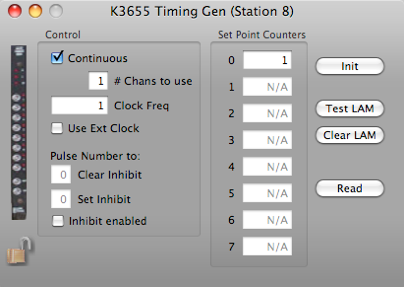 K3655 Timing Gen (Station 8)
Control
Continuous
1 # Chans to use
1 Clock Freq
Use Ext Clock
Pulse Number to:
0 Clear Inhibit
0 Set Inhibit
Inhibit enabled
Set Point Counters
0 1
1 N/A
2 N/A
3 N/A
4 N/A
5 N/A
6 N/A
7 N/A
Init
Test LAM
Clear LAM
Read